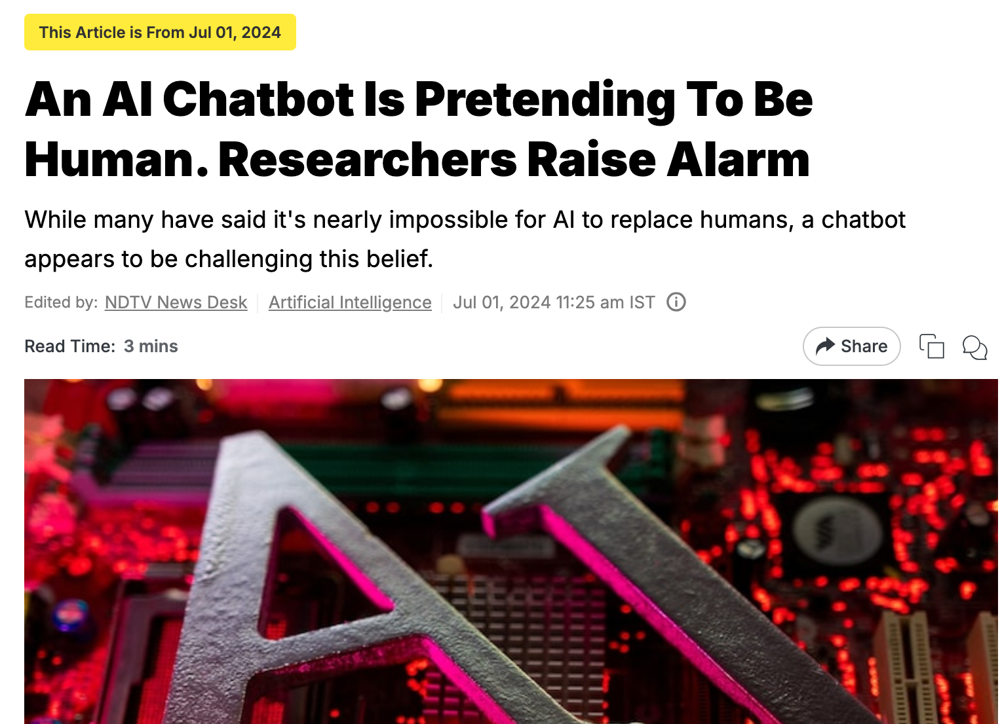 This Article is From Jul 01, 2024
An AI Chatbot Is Pretending To Be
Human. Researchers Raise Alarm
While many have said it's nearly impossible for AI to replace humans, a chatbot
appears to be challenging this belief.
Edited by: NDTV News Desk Artificial Intelligence Jul 01, 2024 11:25 am IST
Read Time: 3 mins
Share
AI
VIA